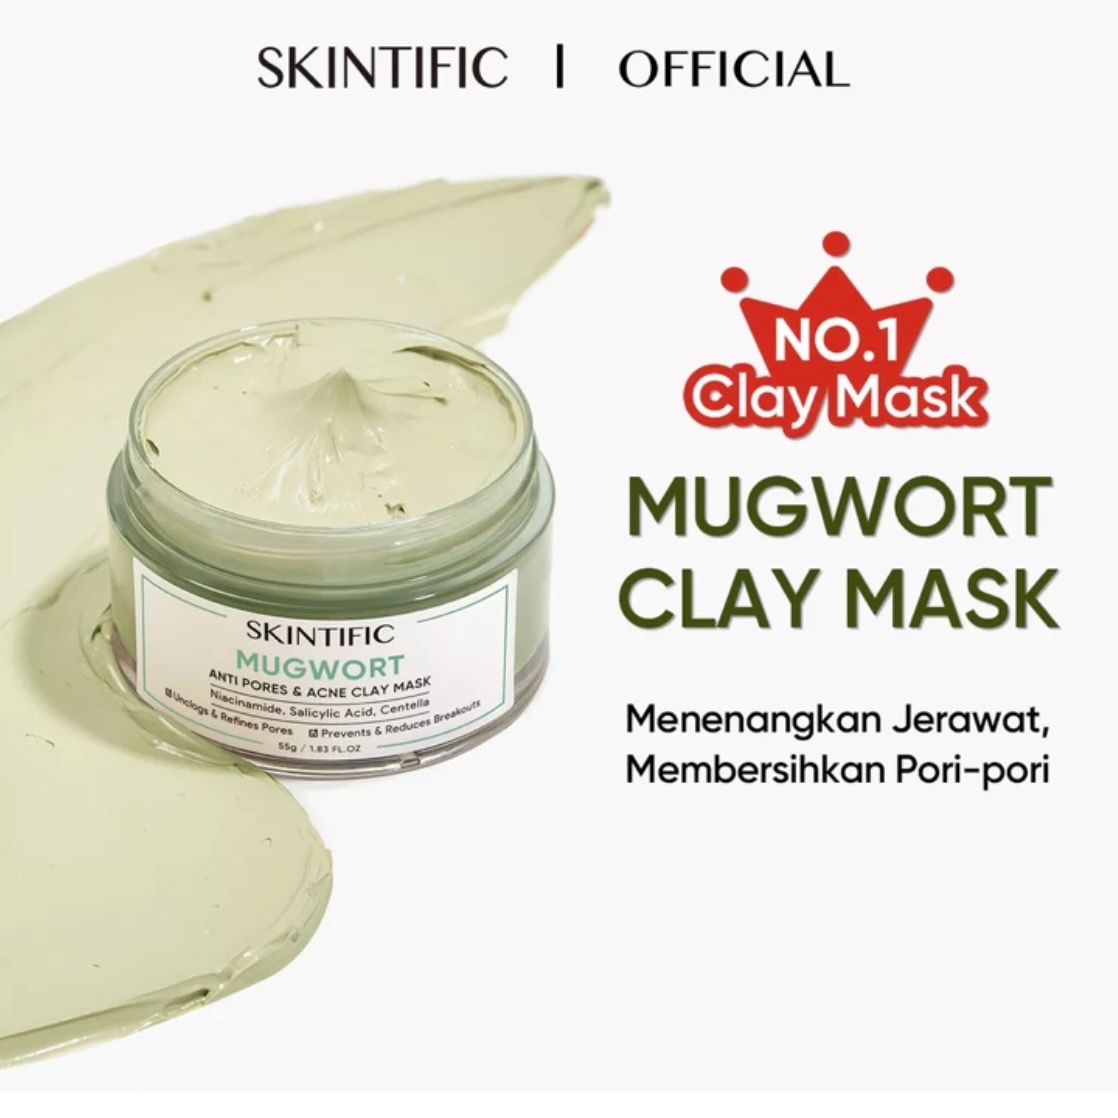 SKINTIFIC | OFFICIAL
NO.1
Clay Mask
MUGWORT
CLAY MASK
Menenangkan Jerawat,
Membersihkan Pori-pori
SKINTIFIC
MUGWORT
ANTI PORES & ACNE CLAY MASK
Niacinamide, Salicylic Acid, Centella
Unclogs & Refines Pores Prevents & Reduces Breakouts
55g / 1.83 FL.OZ